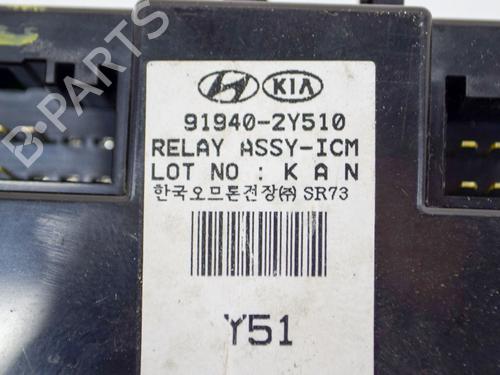 KIA
91940-2Y510
RELAY ASSY-ICM
LOT NO : K A N
한국오므론전장㈜ SR73
Y51
B-PARTS